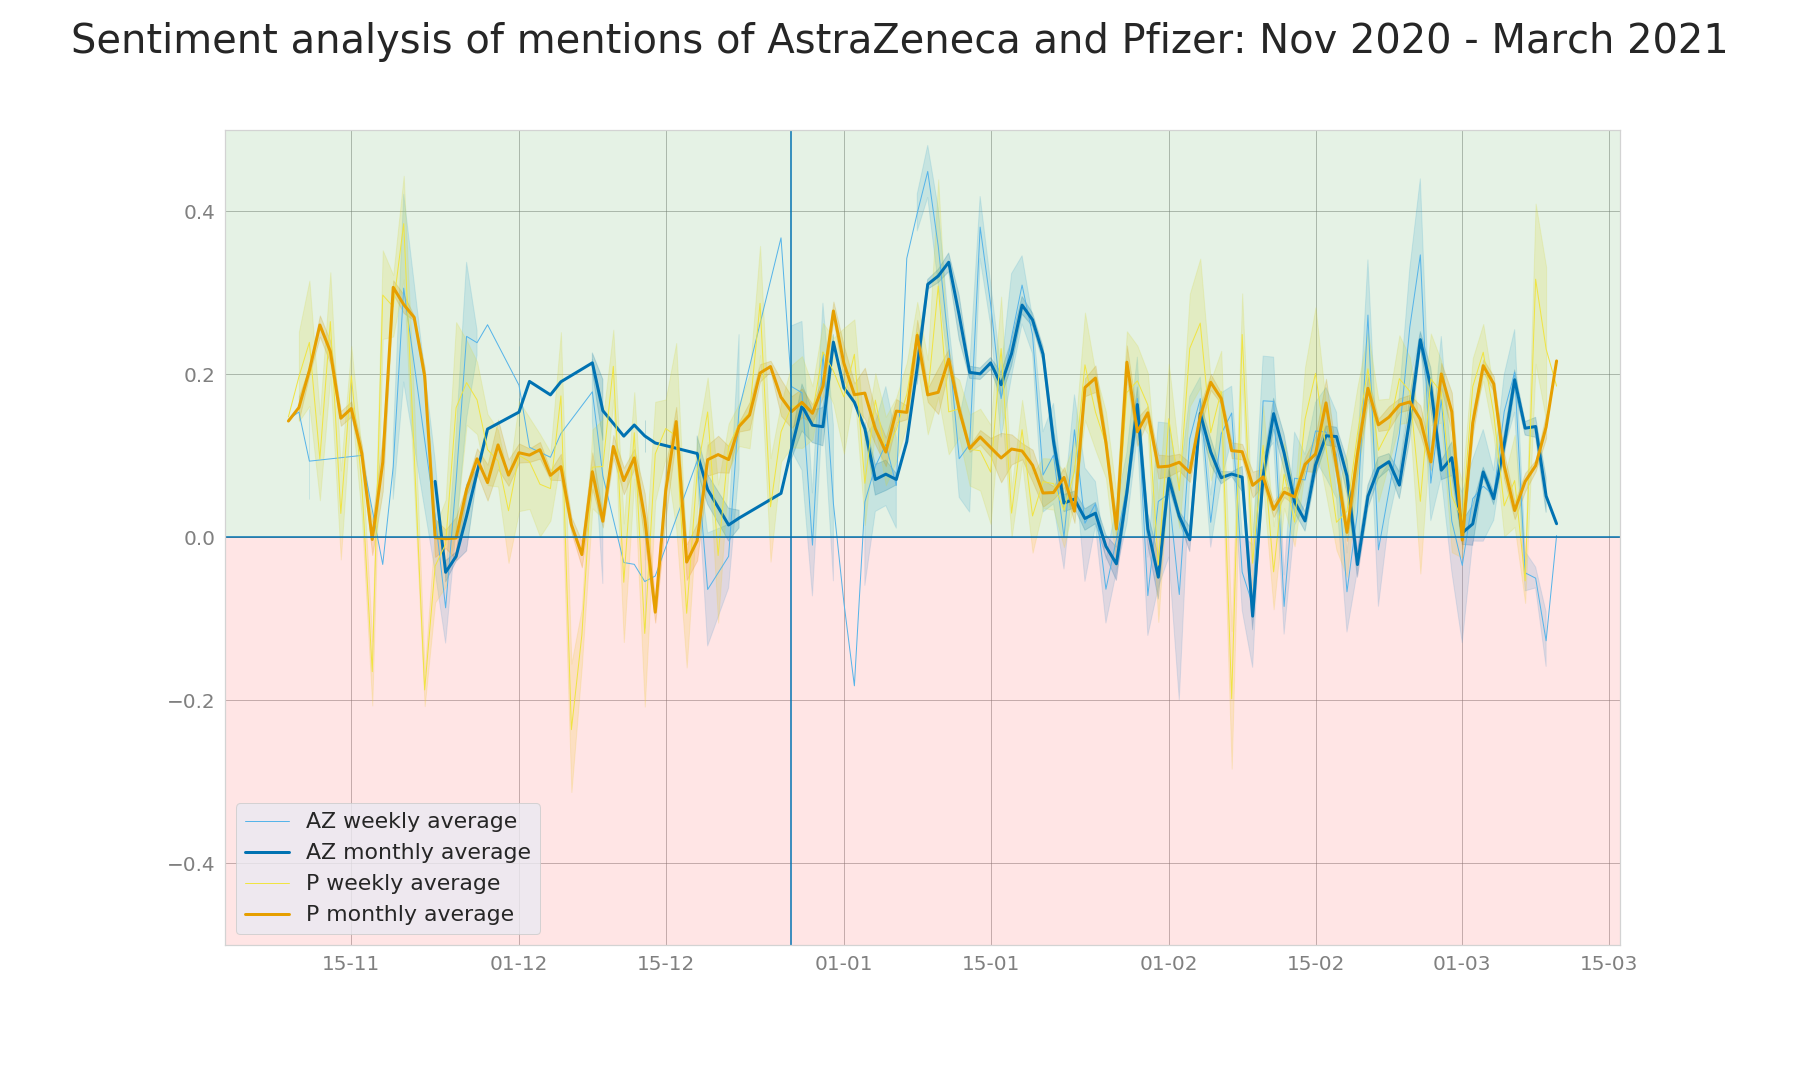 Sentiment analysis of mentions of AstraZeneca and Pfizer: Nov 2020 - March 2021
0.4
0.2
0.0
−0.2
−0.4
AZ weekly average
AZ monthly average
P weekly average
P monthly average
15-11 01-12 15-12 01-01 15-01 01-02 15-02 01-03 15-03